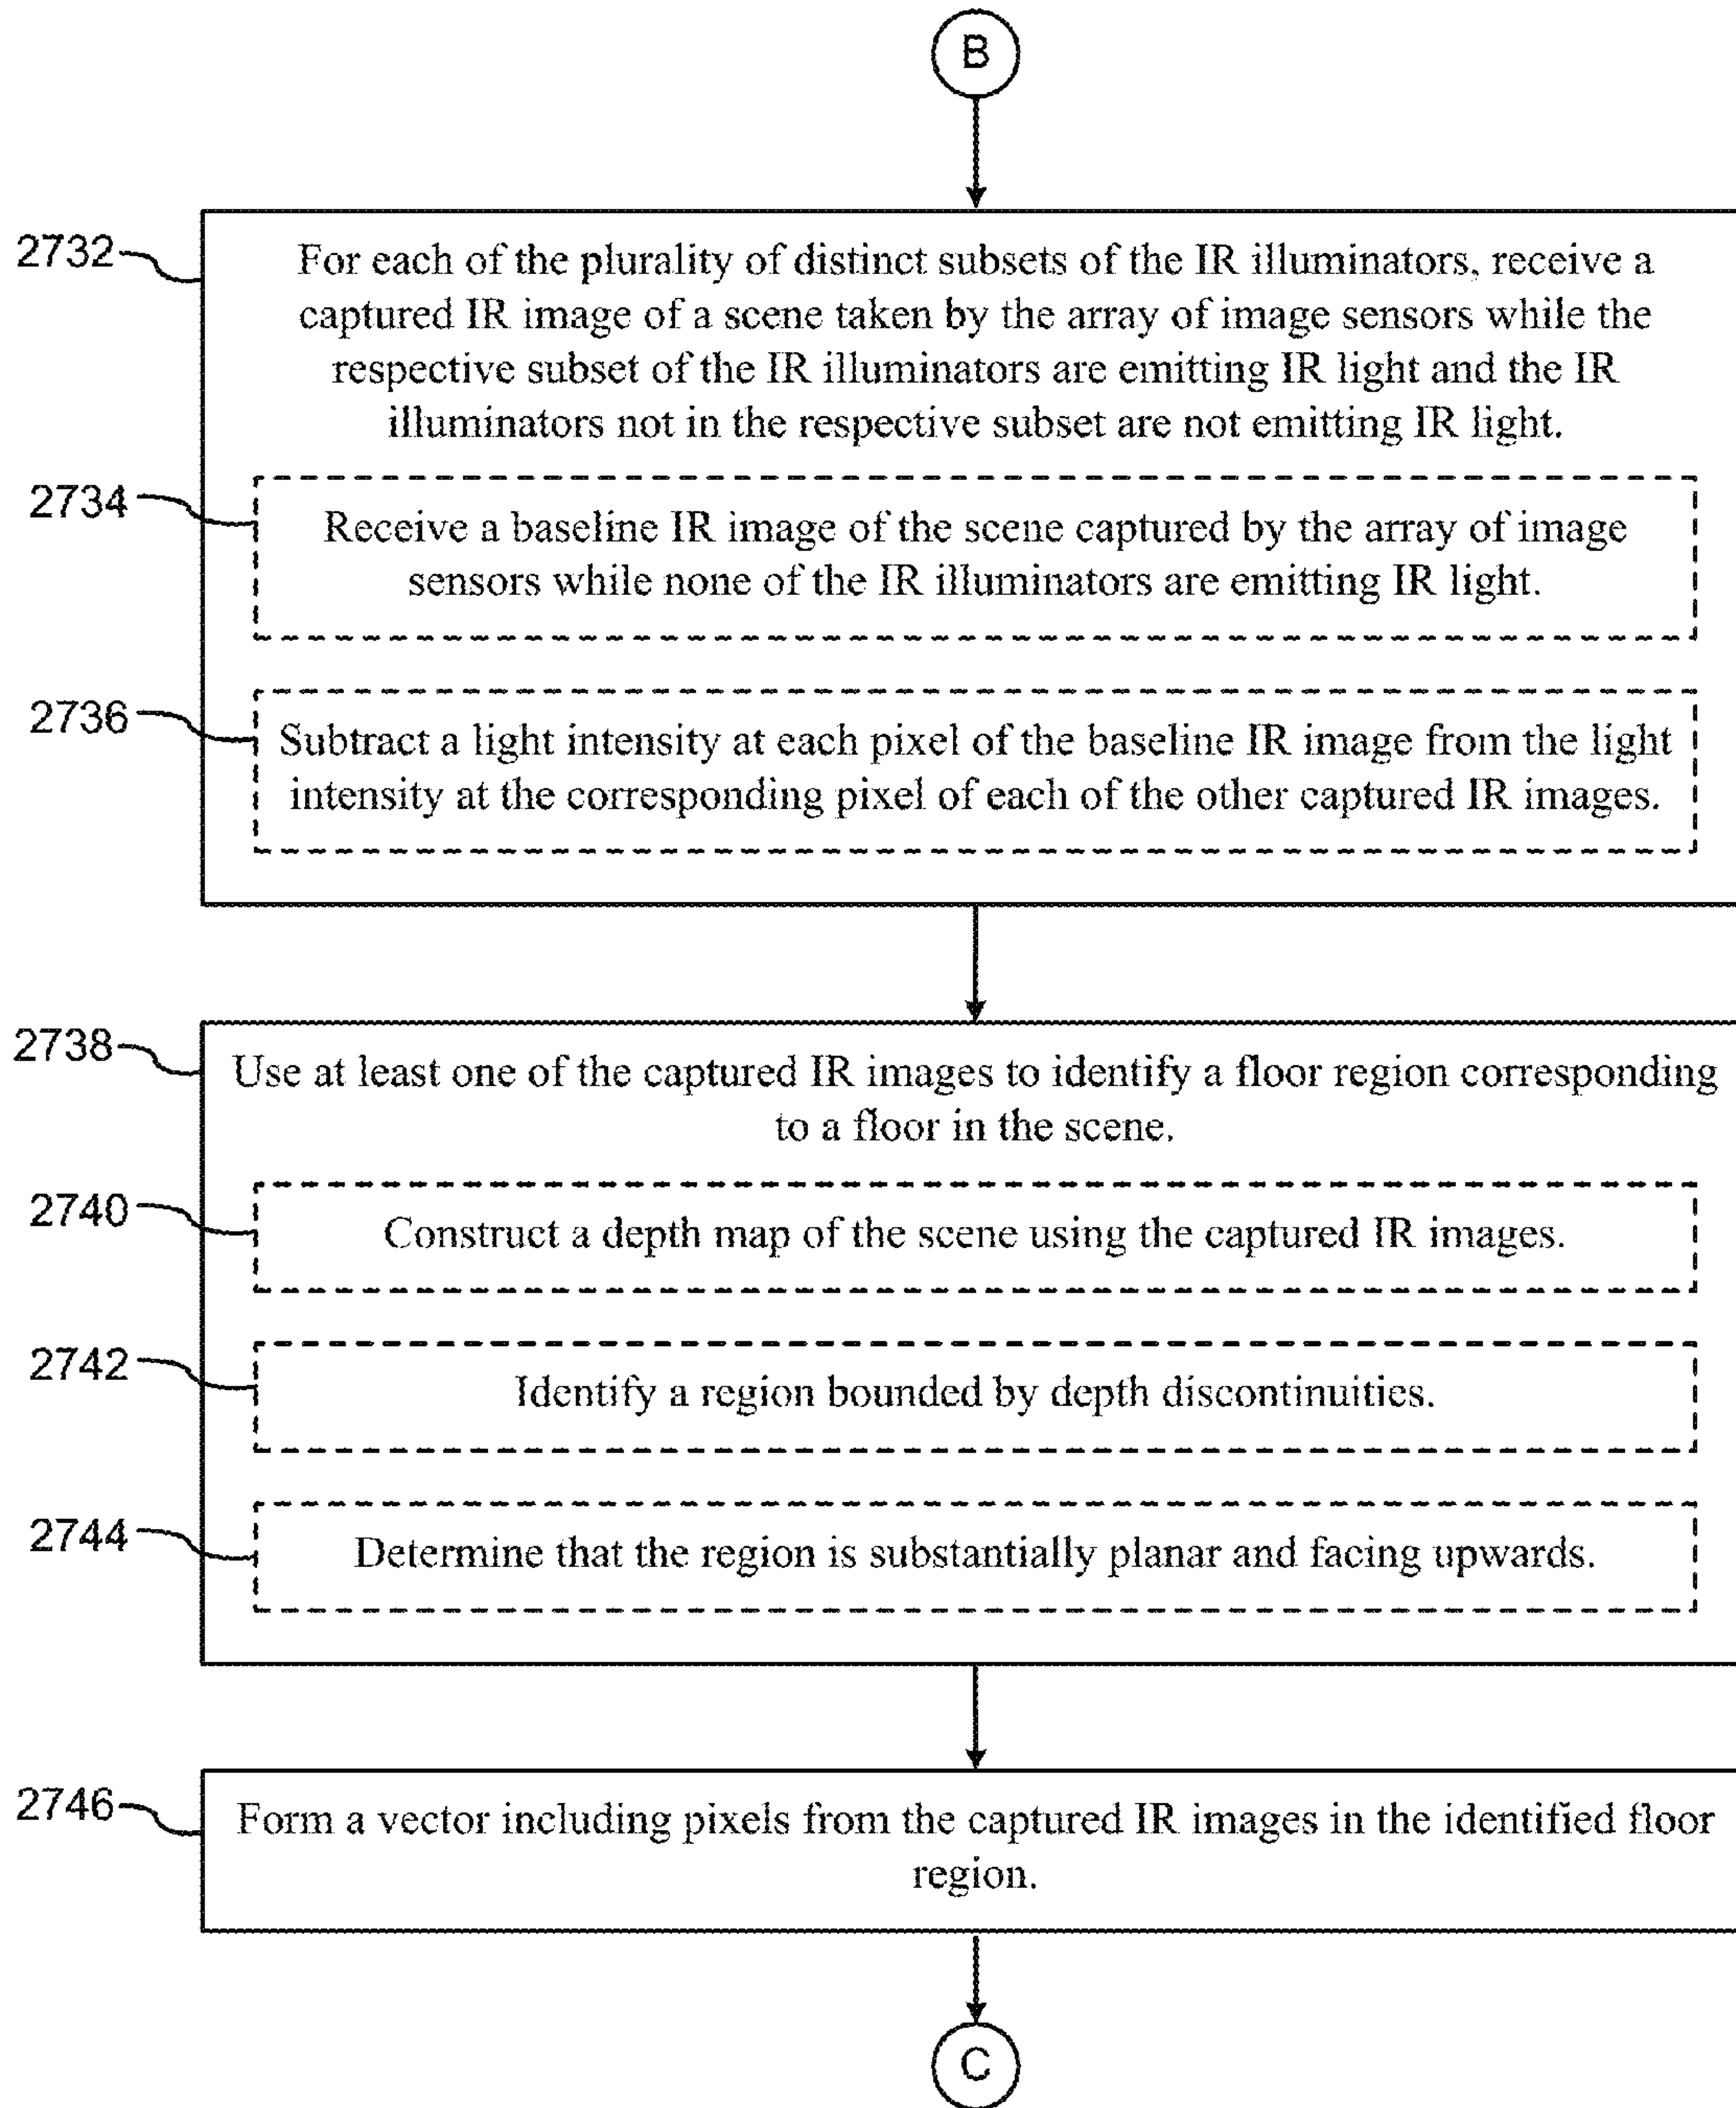 B
2732
For each of the plurality of distinct subsets of the IR illuminators, receive a
captured IR image of a scene taken by the array of image sensors while the
respective subset of the IR illuminators are emitting IR light and the IR
illuminators not in the respective subset are not emitting IR light.
2734
Receive a baseline IR image of the scene captured by the array of image
sensors while none of the IR illuminators are emitting IR light.
2736
Subtract a light intensity at each pixel of the baseline IR image from the light
intensity at the corresponding pixel of each of the other captured IR images.
2738
Use at least one of the captured IR images to identify a floor region corresponding
to a floor in the scene.
2740
Construct a depth map of the scene using the captured IR images.
2742
Identify a region bounded by depth discontinuities.
2744
Determine that the region is substantially planar and facing upwards.
2746
Form a vector including pixels from the captured IR images in the identified floor
region.
C